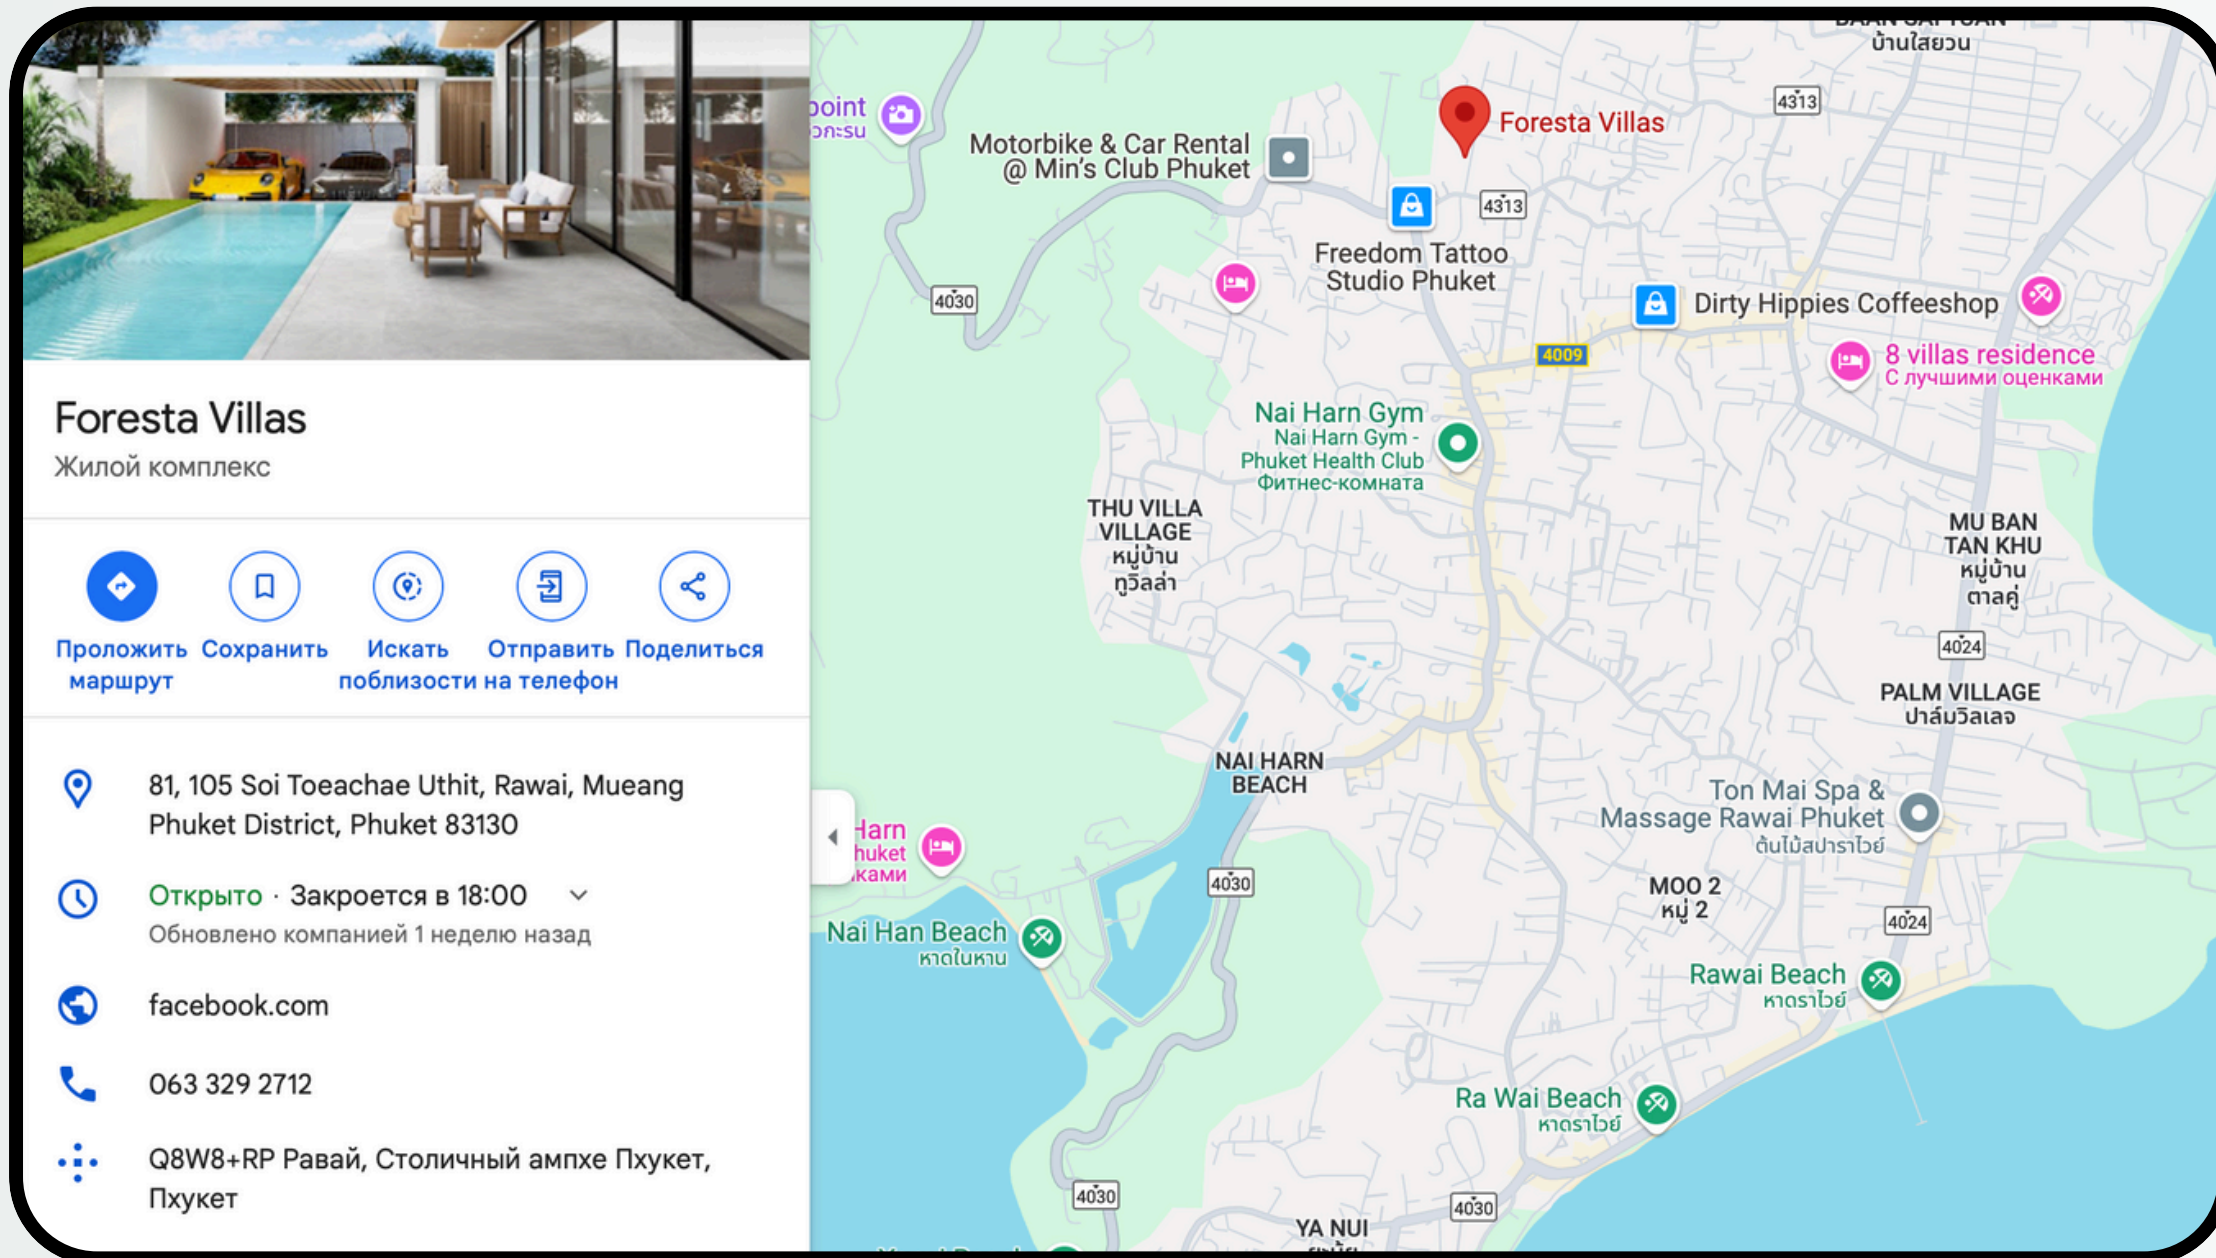 Foresta Villas
Жилой комплекс
Проложить
маршрут
Сохранить
Искать
поблизости
Отправить
на телефон
Поделиться
81, 105 Soi Toeachae Uthit, Rawai, Mueang
Phuket District, Phuket 83130
Открыто · Закроется в 18:00
Обновлено компанией 1 неделю назад
facebook.com
063 329 2712
Q8W8+RP Равай, Столичный ампхе Пхукет,
Пхукет
บ้านใสยวน
4313
point
Motorbike & Car Rental
@ Min's Club Phuket
Foresta Villas
4313
Freedom Tattoo
Studio Phuket
4030
Dirty Hippies Coffeeshop
4009
8 villas residence
С лучшими оценками
Nai Harn Gym
Nai Harn Gym -
Phuket Health Club
Фитнес-комната
THU VILLA
VILLAGE
หมู่บ้าน
ทูวิลล่า
MU BAN
TAN KHU
หมู่บ้าน
ตาลคู่
4024
PALM VILLAGE
ปาล์มวิลเลจ
NAI HARN
BEACH
Ton Mai Spa &
Massage Rawai Phuket
ต้นไม้สปาราไวย์
Harn
4030
MOO 2
หมู่ 2
4024
Nai Han Beach
หาดในหาน
Rawai Beach
หาดราไวย์
Ra Wai Beach
หาดราไวย์
4030
4030
YA NUI